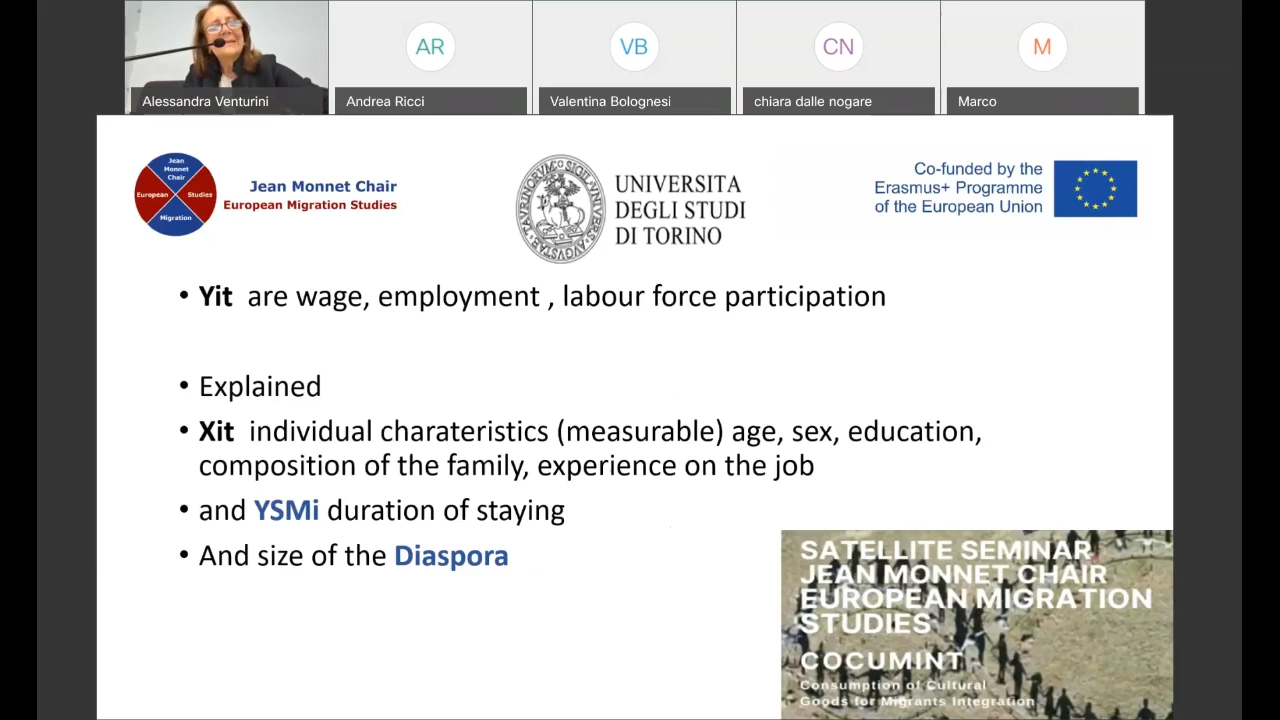 AR
VB
CN
M
Alessandra Venturini
Andrea Ricci
Valentina Bolognesi
chiara dalle nogare
Marco
Jean
Monnet
Chair
European
Studies
Migration
Jean Monnet Chair
European Migration Studies
UNIVERSITA
DEGLI STUDI
DI TORINO
Co-funded by the
Erasmus+ Programme
of the European Union
• Yit are wage, employment , labour force participation
• Explained
• Xit individual charateristics (measurable) age, sex, education,
composition of the family, experience on the job
• and YSMi duration of staying
• And size of the Diaspora
SATELLITE SEMINAR
JEAN MONNET CHAIR
EUROPEAN MIGRATION
STUDIES
COCUMINT
Consumption of Cultural
Goods for Migrants Integration